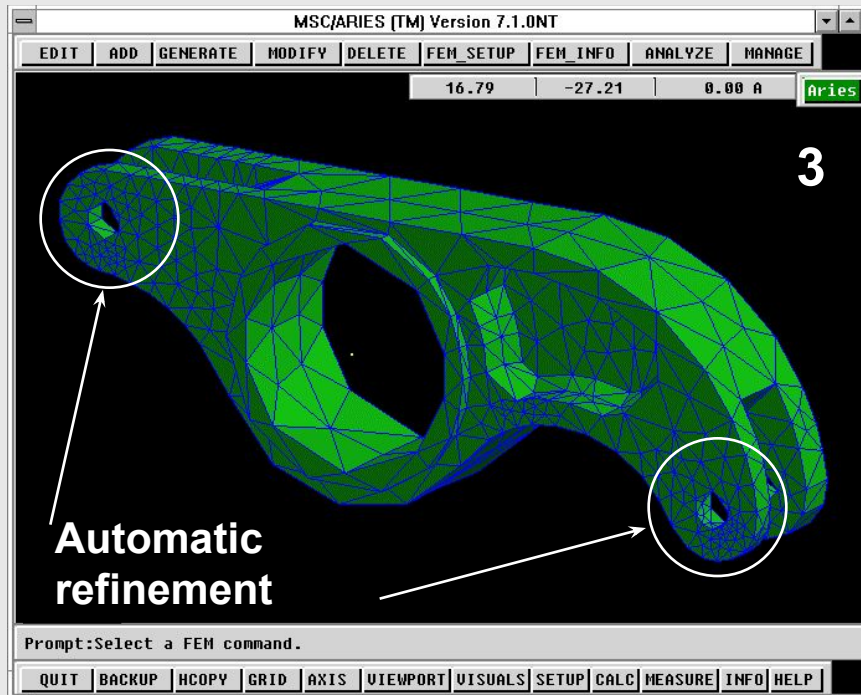 MSC/ARIES (TM) Version 7.1.0NT
EDIT ADD GENERATE MODIFY DELETE FEM_SETUP FEM_INFO ANALYZE MANAGE
16.79 -27.21 0.00 A Aries
3
Automatic
refinement
Prompt:Select a FEM command.
QUIT BACKUP HCOPY GRID AXIS VIEWPORT VISUALS SETUP CALC MEASURE INFO HELP